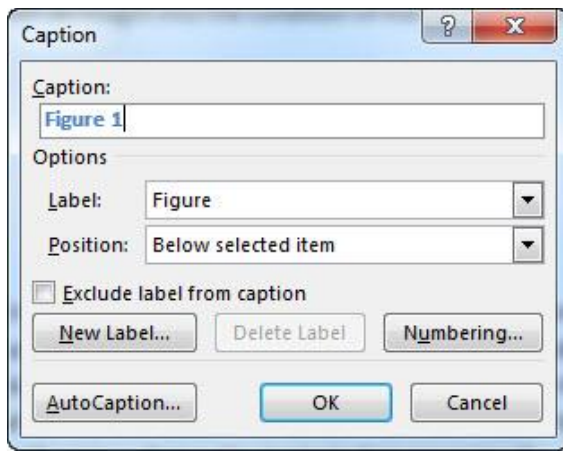 Caption
Caption:
Figure 1
Options
Label: Figure
Position: Below selected item
Exclude label from caption
New Label... Delete Label Numbering...
AutoCaption... OK Cancel